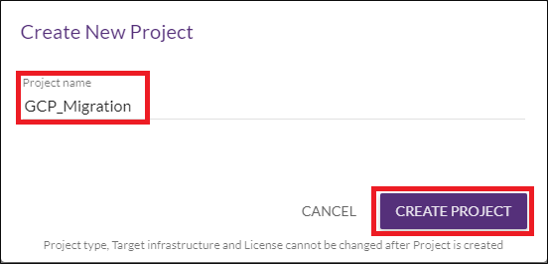 Create New Project
Project name
GCP_Migration
CANCEL
CREATE PROJECT
Project type, Target infrastructure and License cannot be changed after Project is created